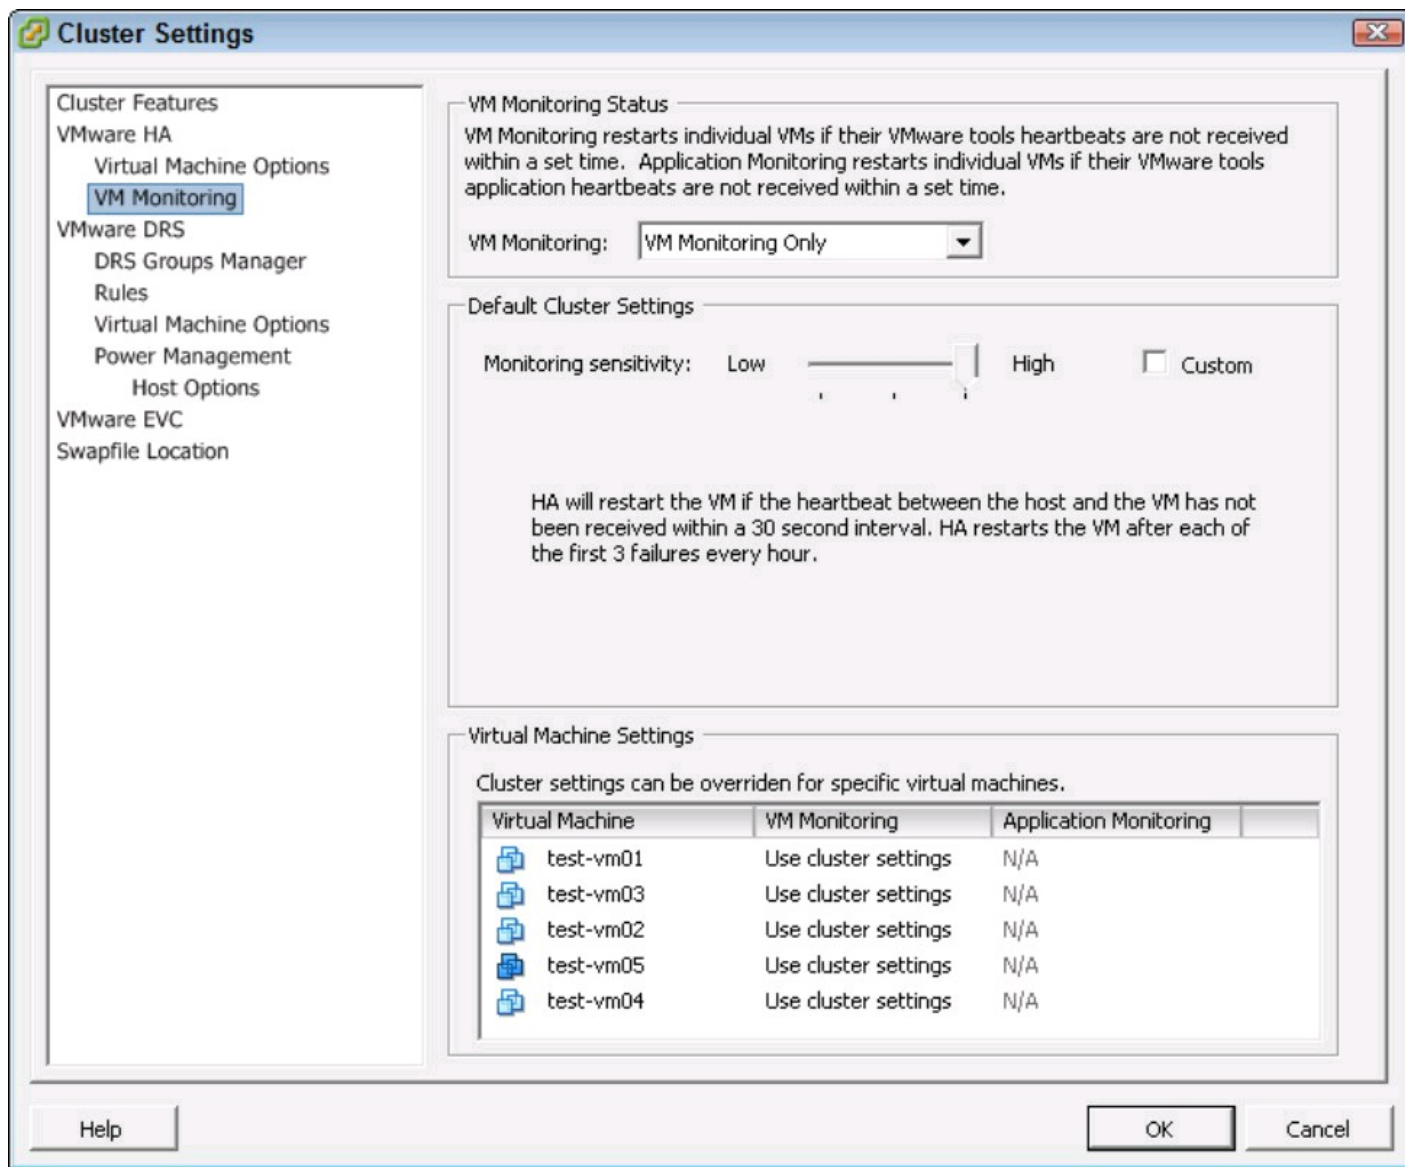 Cluster Settings
Cluster Features
VMware HA
Virtual Machine Options
VM Monitoring
VMware DRS
DRS Groups Manager
Rules
Virtual Machine Options
Power Management
Host Options
VMware EVC
Swapfile Location
VM Monitoring Status
VM Monitoring restarts individual VMs if their VMware tools heartbeats are not received
within a set time. Application Monitoring restarts individual VMs if their VMware tools
application heartbeats are not received within a set time.
VM Monitoring: VM Monitoring Only
Default Cluster Settings
Monitoring sensitivity: Low High Custom
HA will restart the VM if the heartbeat between the host and the VM has not
been received within a 30 second interval. HA restarts the VM after each of
the first 3 failures every hour.
Virtual Machine Settings
Cluster settings can be overriden for specific virtual machines.
Virtual Machine VM Monitoring Application Monitoring
test-vm01 Use cluster settings N/A
test-vm03 Use cluster settings N/A
test-vm02 Use cluster settings N/A
test-vm05 Use cluster settings N/A
test-vm04 Use cluster settings N/A
Help OK Cancel